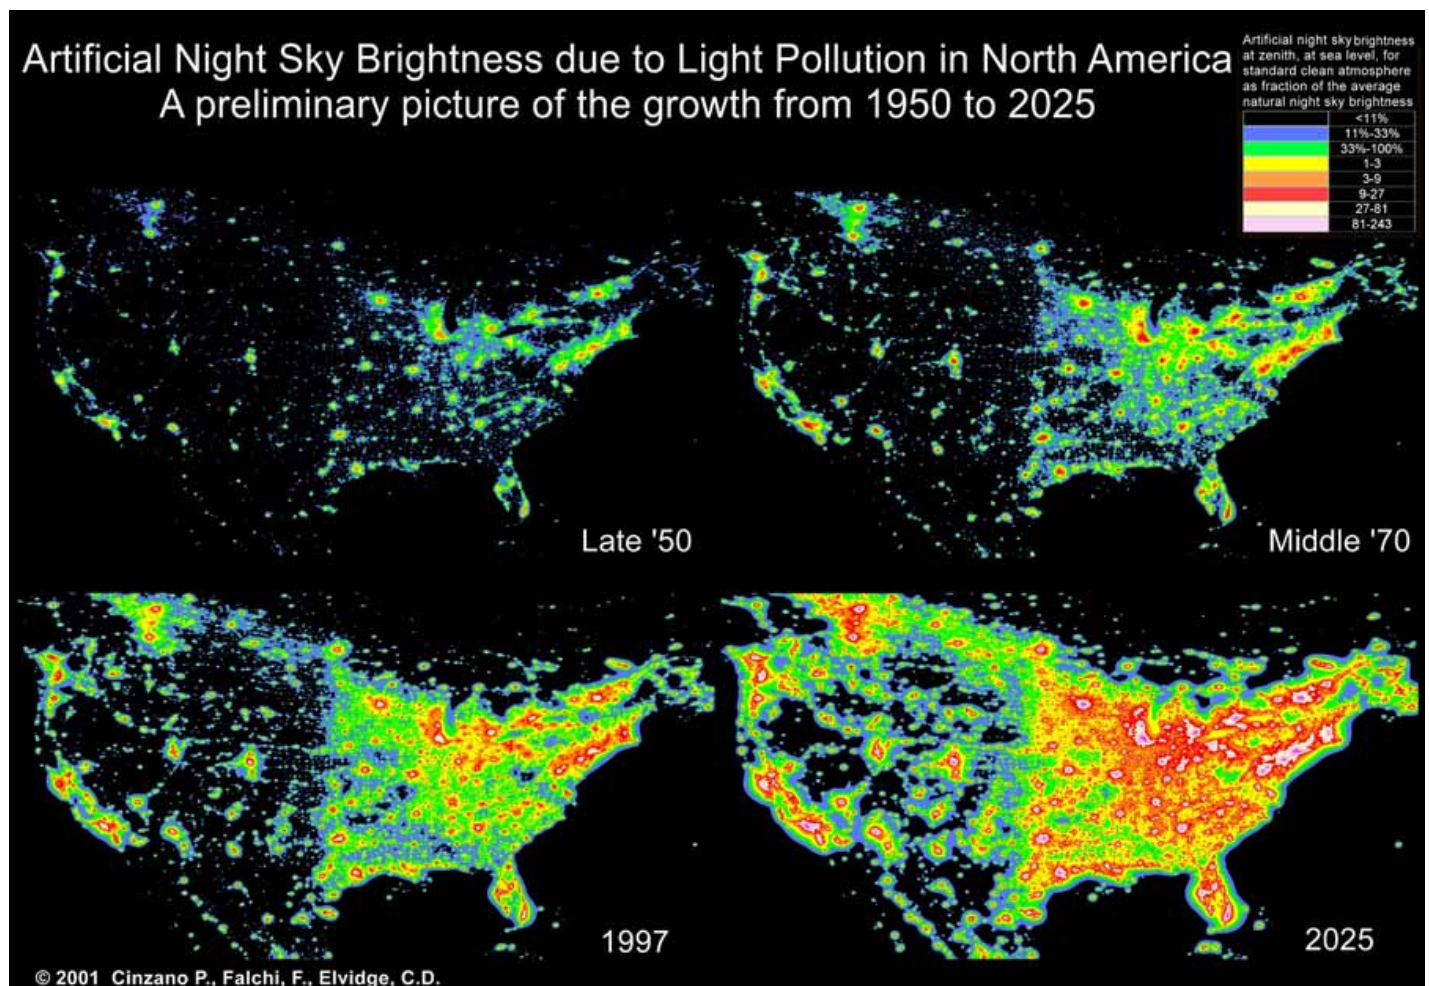 Artificial Night Sky Brightness due to Light Pollution in North America
A preliminary picture of the growth from 1950 to 2025
Artificial night sky brightness
at zenith, at sea level, for
standard clean atmosphere
as fraction of the average
natural night sky brightness
<11%
11%-33%
33%-100%
1-3
3-9
9-27
27-81
81-243
Late '50
Middle '70
1997
2025
© 2001 Cinzano P., Falchi, F., Elvidge, C.D.